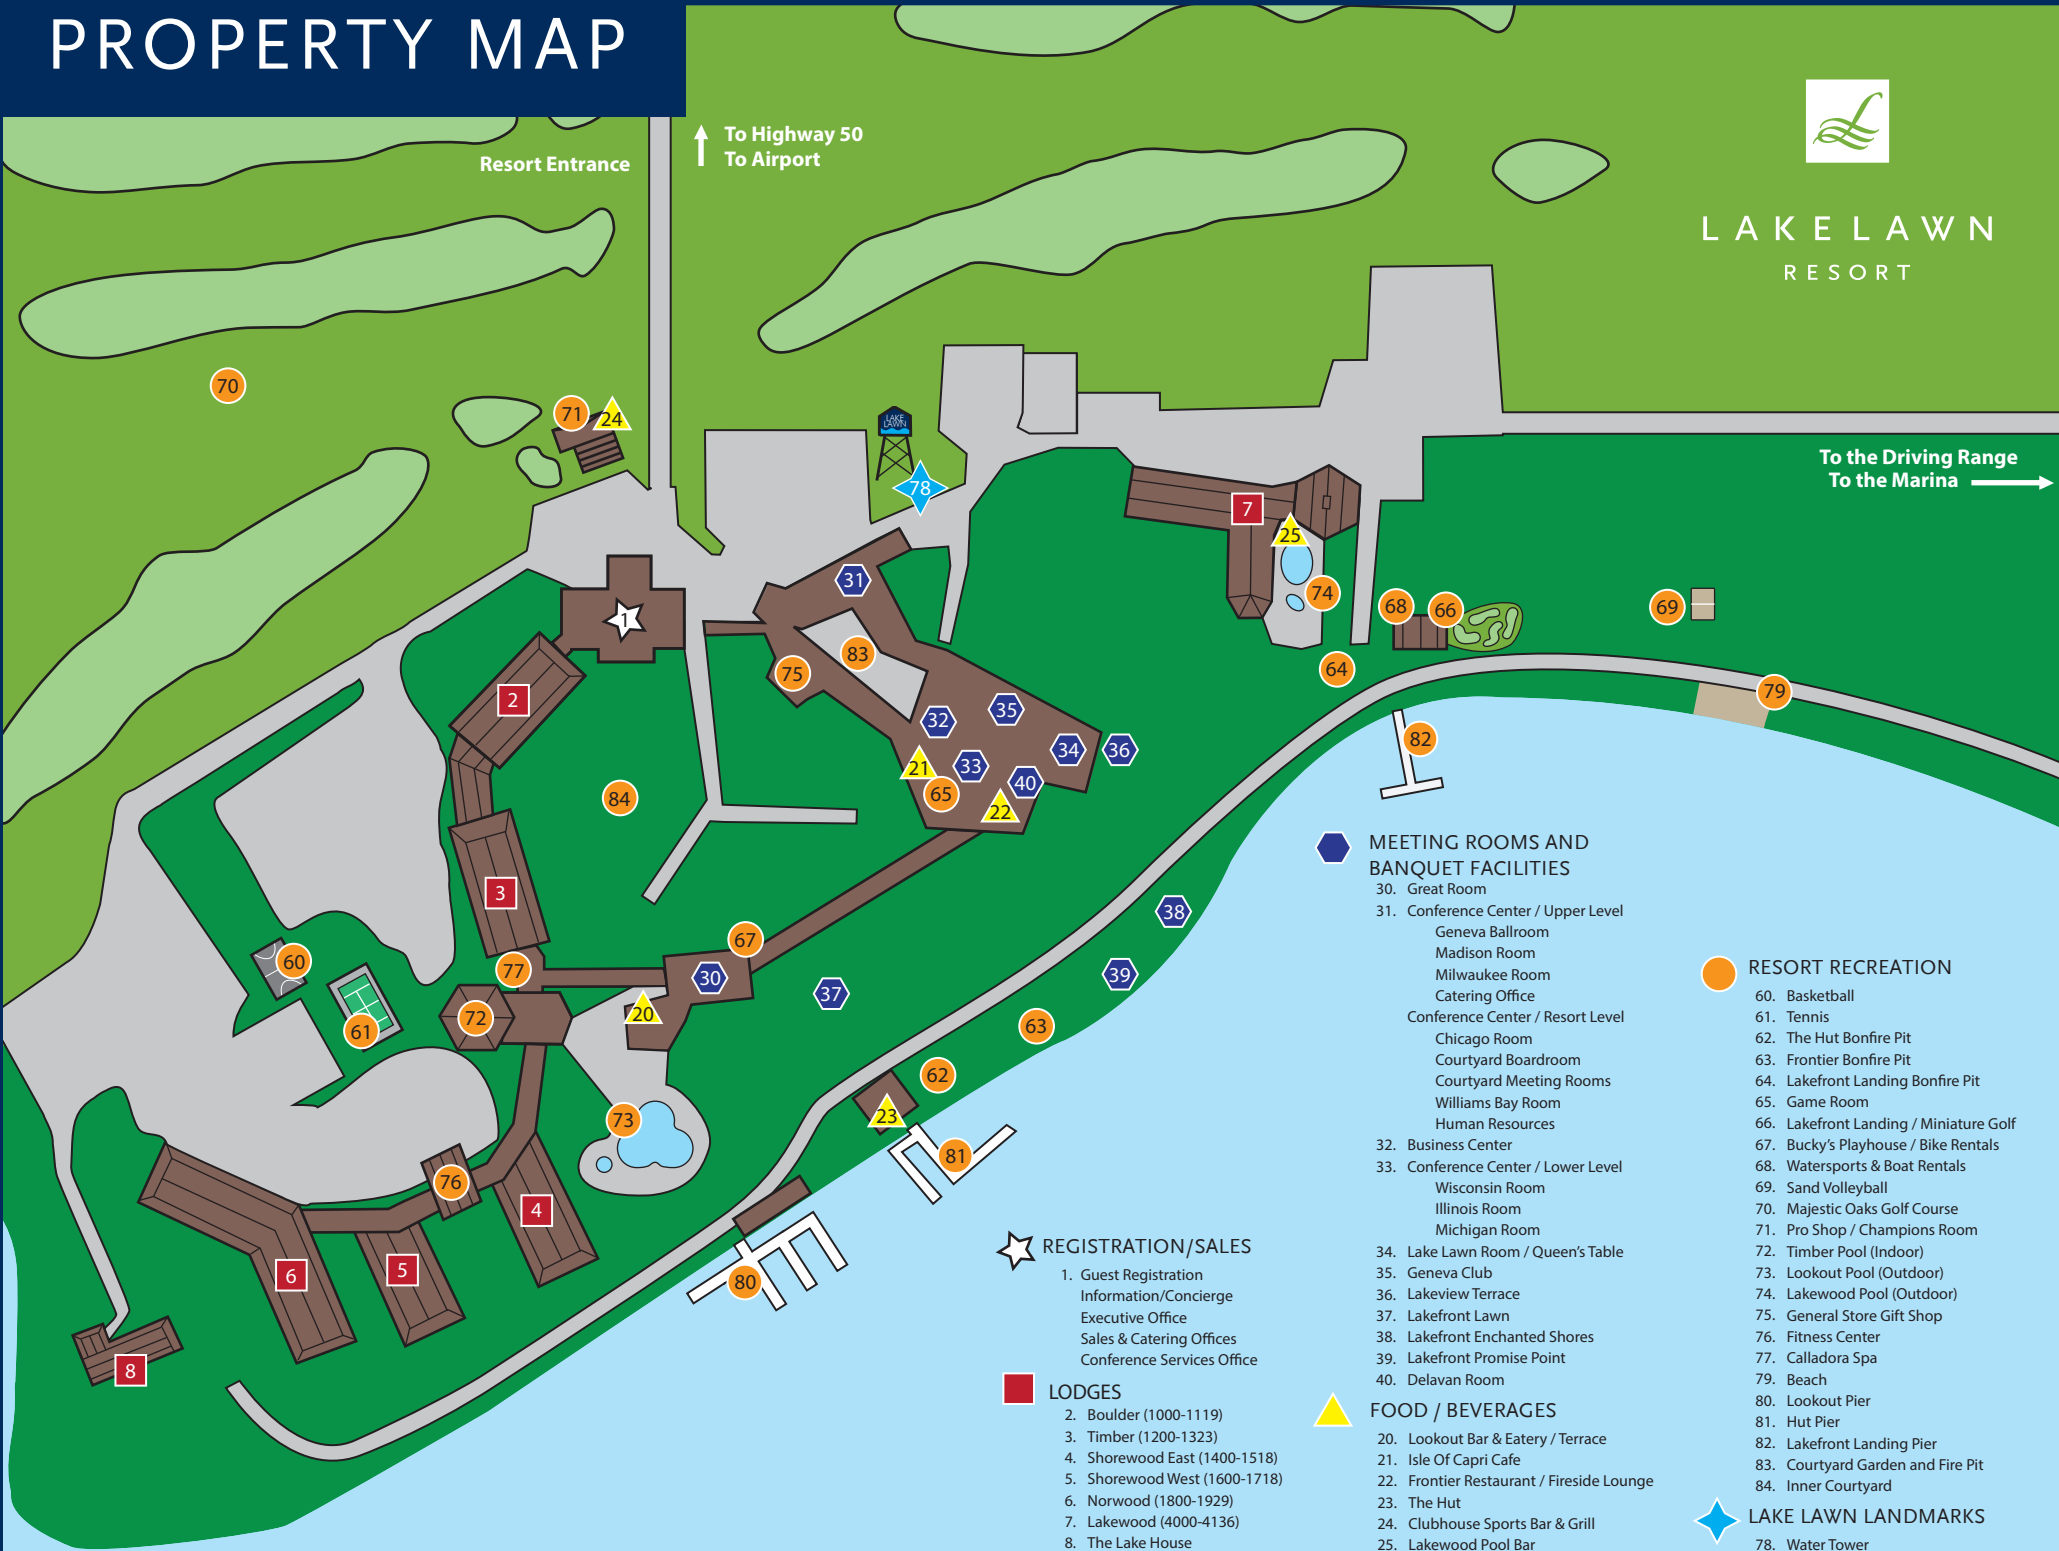 PROPERTY MAP
To Highway 50
To Airport
Resort Entrance
LAKE LAWN
RESORT
70
71
24
LAKE
LAWN
78
To the Driving Range
To the Marina
7
25
74
31
1
68
66
69
83
75
64
2
79
32
35
82
34
36
21
33
40
65
22
84
3
38
67
60
77
30
39
37
20
72
61
63
62
23
73
81
76
4
5
6
80
8
MEETING ROOMS AND
BANQUET FACILITIES
30. Great Room
31. Conference Center / Upper Level
Geneva Ballroom
Madison Room
Milwaukee Room
Catering Office
Conference Center / Resort Level
Chicago Room
Courtyard Boardroom
Courtyard Meeting Rooms
Williams Bay Room
Human Resources
32. Business Center
33. Conference Center / Lower Level
Wisconsin Room
Illinois Room
Michigan Room
34. Lake Lawn Room / Queen's Table
35. Geneva Club
36. Lakeview Terrace
37. Lakefront Lawn
38. Lakefront Enchanted Shores
39. Lakefront Promise Point
40. Delavan Room
REGISTRATION/SALES
1. Guest Registration
Information/Concierge
Executive Office
Sales & Catering Offices
Conference Services Office
LODGES
2. Boulder (1000-1119)
3. Timber (1200-1323)
4. Shorewood East (1400-1518)
5. Shorewood West (1600-1718)
6. Norwood (1800-1929)
7. Lakewood (4000-4136)
8. The Lake House
FOOD / BEVERAGES
20. Lookout Bar & Eatery / Terrace
21. Isle Of Capri Cafe
22. Frontier Restaurant / Fireside Lounge
23. The Hut
24. Clubhouse Sports Bar & Grill
25. Lakewood Pool Bar
RESORT RECREATION
60. Basketball
61. Tennis
62. The Hut Bonfire Pit
63. Frontier Bonfire Pit
64. Lakefront Landing Bonfire Pit
65. Game Room
66. Lakefront Landing / Miniature Golf
67. Bucky's Playhouse / Bike Rentals
68. Watersports & Boat Rentals
69. Sand Volleyball
70. Majestic Oaks Golf Course
71. Pro Shop / Champions Room
72. Timber Pool (Indoor)
73. Lookout Pool (Outdoor)
74. Lakewood Pool (Outdoor)
75. General Store Gift Shop
76. Fitness Center
77. Calladora Spa
79. Beach
80. Lookout Pier
81. Hut Pier
82. Lakefront Landing Pier
83. Courtyard Garden and Fire Pit
84. Inner Courtyard
LAKE LAWN LANDMARKS
78. Water Tower